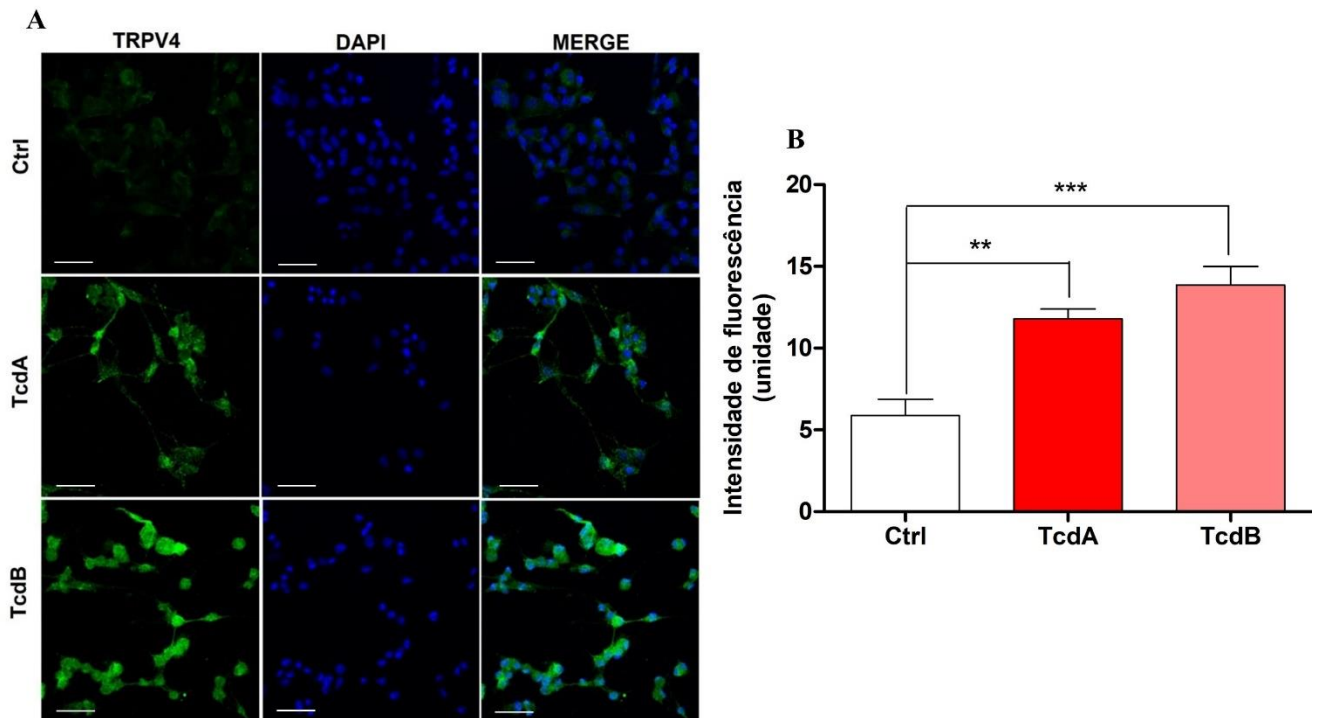 A
TRPV4 DAPI MERGE
Ctrl
TcdA
TcdB
B
Intensidade de fluorescência
(unidade)
20
15
10
5
0
***
**
Ctrl TcdA TcdB